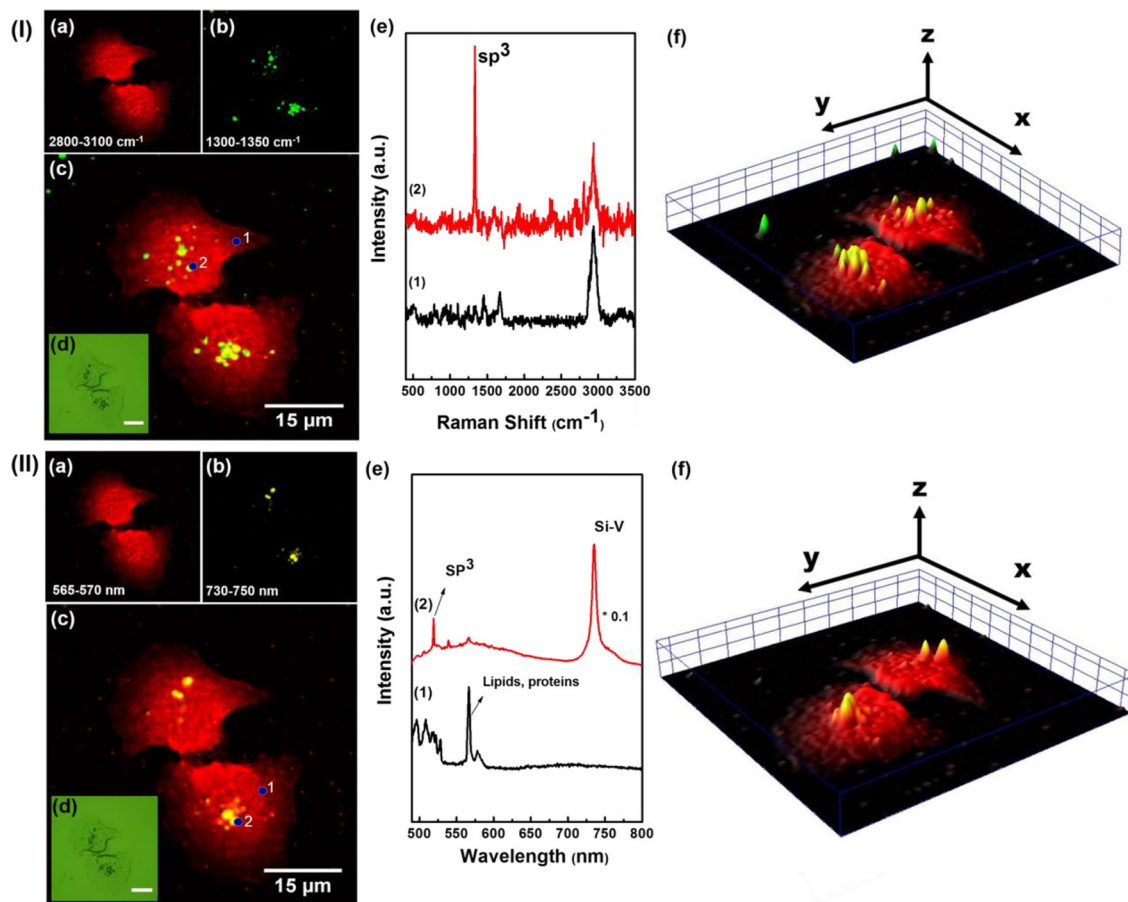 (I)
(a)
2800-3100 cm-1
(b)
1300-1350 cm-1
(c)
1
2
(d)
15 µm
(e)
sp3
(2)
(1)
Intensity (a.u.)
500 1000 1500 2000 2500 3000 3500
Raman Shift (cm-1)
(f)
z
y
x
(II)
(a)
565-570 nm
(b)
730-750 nm
(c)
1
2
(d)
15 µm
(e)
Si-V
SP3
(2)
* 0.1
Lipids, proteins
(1)
Intensity (a.u.)
500 550 600 650 700 750 800
Wavelength (nm)
(f)
z
y
x